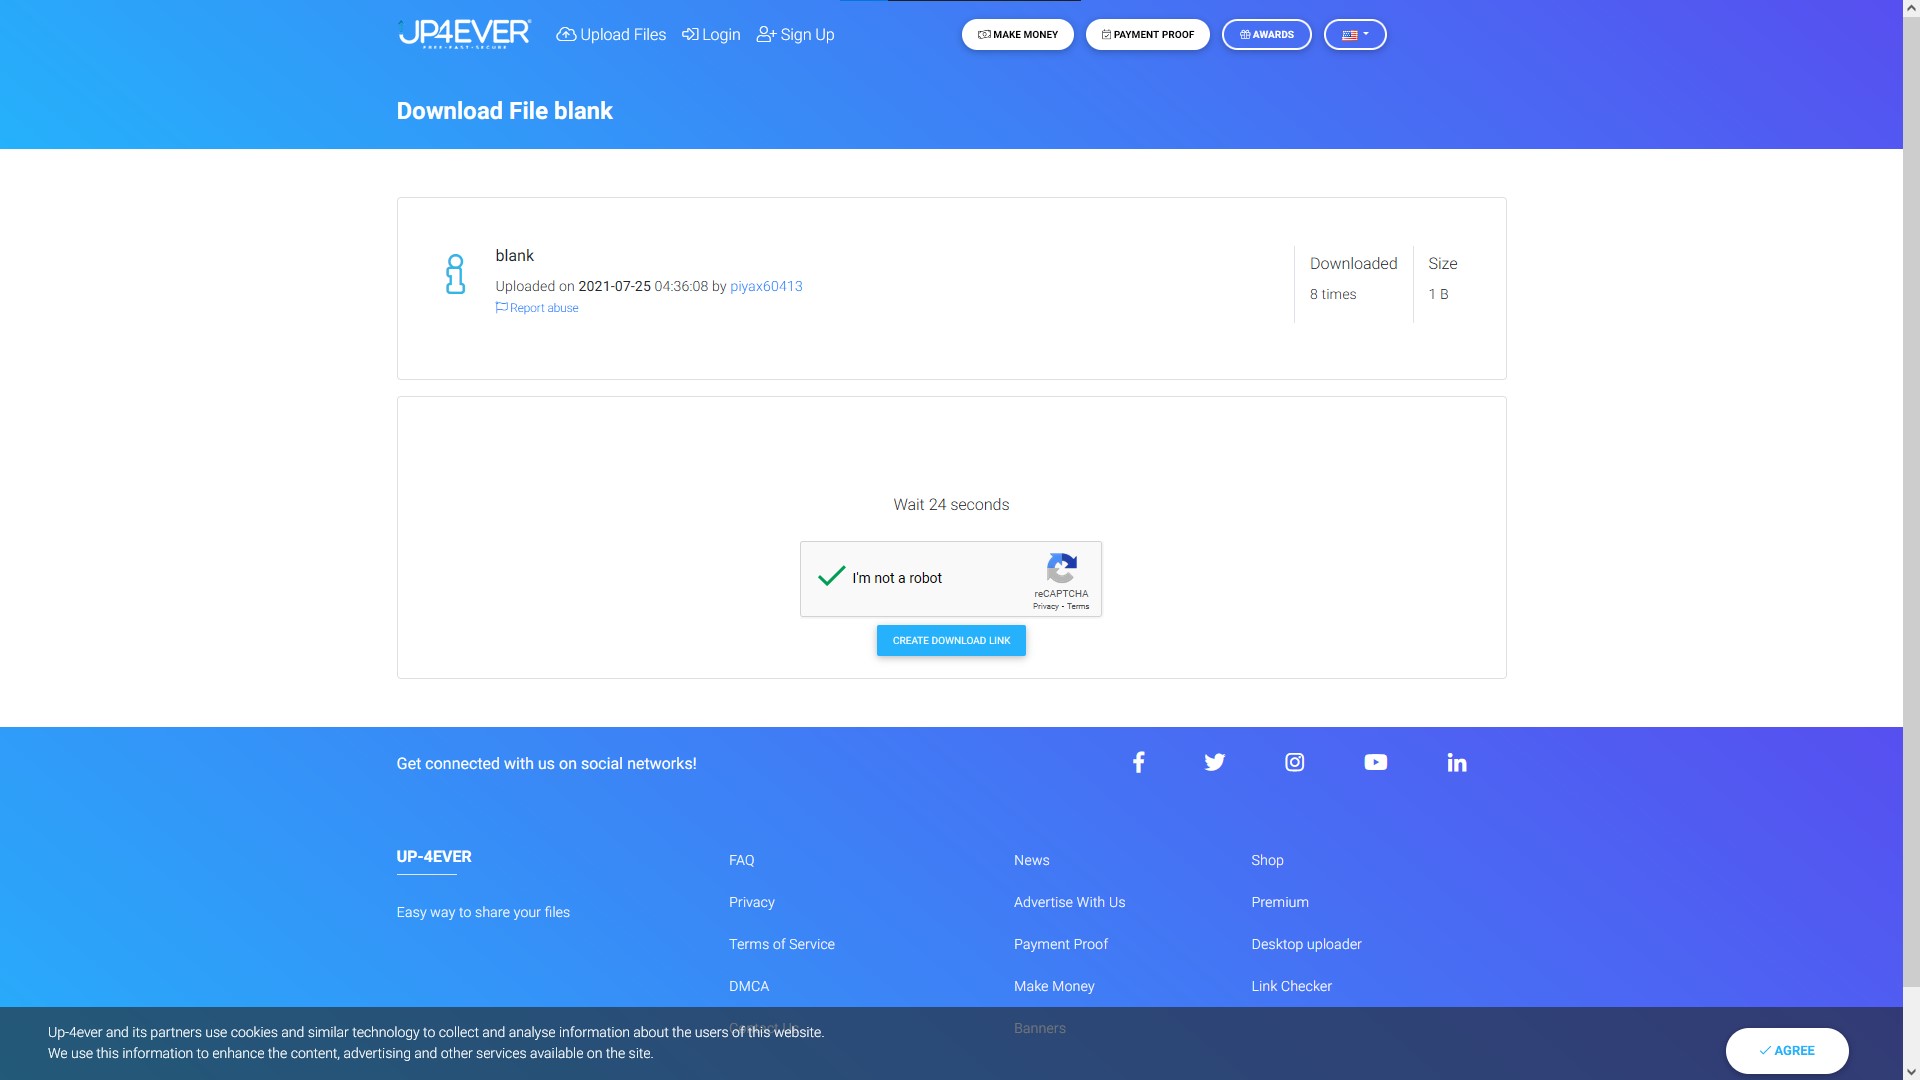 UP4EVER
FREE-FAST-SECURE
Upload Files
Login
Sign Up
MAKE MONEY
PAYMENT PROOF
AWARDS
Download File blank
blank
Uploaded on 2021-07-25 04:36:08 by piyax60413
Report abuse
Downloaded
8 times
Size
1 B
Wait 24 seconds
I'm not a robot
reCAPTCHA
Privacy - Terms
CREATE DOWNLOAD LINK
Get connected with us on social networks!
UP-4EVER
Easy way to share your files
FAQ
Privacy
Terms of Service
DMCA
Contact Us
News
Advertise With Us
Payment Proof
Make Money
Banners
Shop
Premium
Desktop uploader
Link Checker
Up-4ever and its partners use cookies and similar technology to collect and analyse information about the users of this website.
We use this information to enhance the content, advertising and other services available on the site.
AGREE